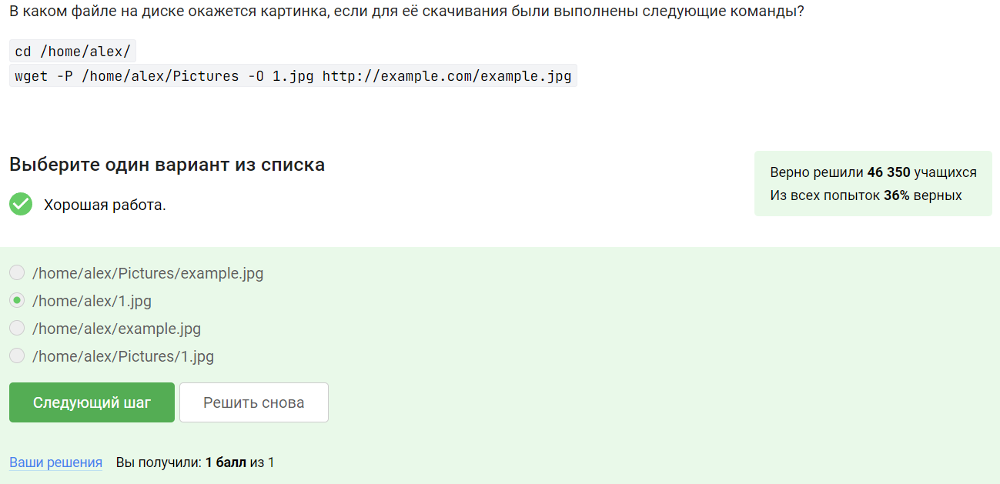 В каком файле на диске окажется картинка, если для её скачивания были выполнены следующие команды?
cd /home/alex/
wget -P /home/alex/Pictures -O 1.jpg http://example.com/example.jpg
Выберите один вариант из списка
Верно решили 46 350 учащихся
Из всех попыток 36% верных
Хорошая работа.
/home/alex/Pictures/example.jpg
/home/alex/1.jpg
/home/alex/example.jpg
/home/alex/Pictures/1.jpg
Следующий шаг
Решить снова
Ваши решения Вы получили: 1 балл из 1